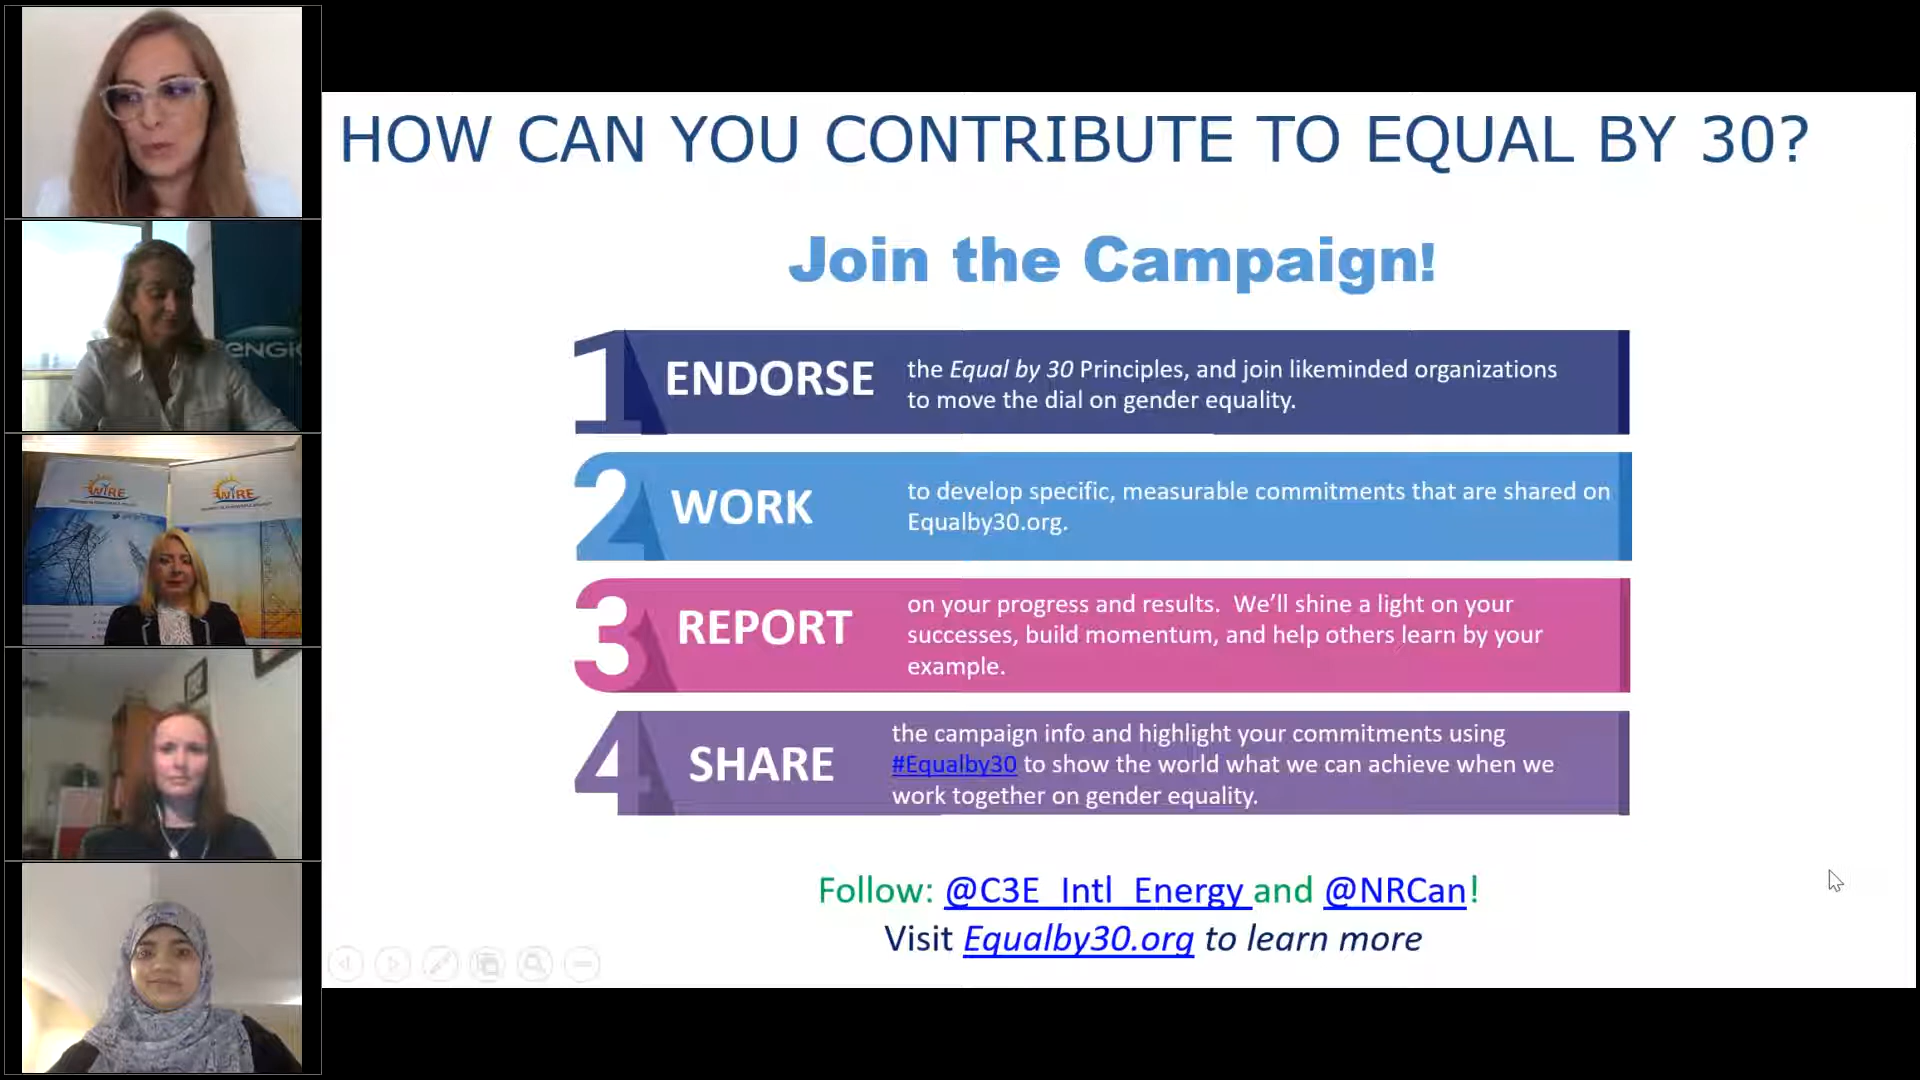 HOW CAN YOU CONTRIBUTE TO EQUAL BY 30?
Join the Campaign!
1 ENDORSE
the Equal by 30 Principles, and join likeminded organizations
to move the dial on gender equality.
2 WORK
to develop specific, measurable commitments that are shared on
Equalby30.org.
3 REPORT
on your progress and results.  We'll shine a light on your
successes, build momentum, and help others learn by your
example.
4 SHARE
the campaign info and highlight your commitments using
#Equalby30 to show the world what we can achieve when we
work together on gender equality.
Follow: @C3E_Intl_Energy and @NRCan!
Visit Equalby30.org to learn more
WiRE
WiRE